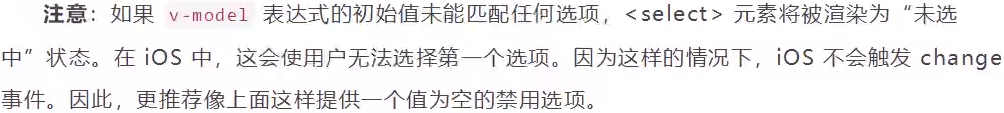 注意：如果 v-model 表达式的初始值未能匹配任何选项，<select> 元素将被渲染为“未选
中”状态。在 iOS 中，这会使用户无法选择第一个选项。因为这样的情况下，iOS 不会触发 change
事件。因此，更推荐像上面这样提供一个值为空的禁用选项。